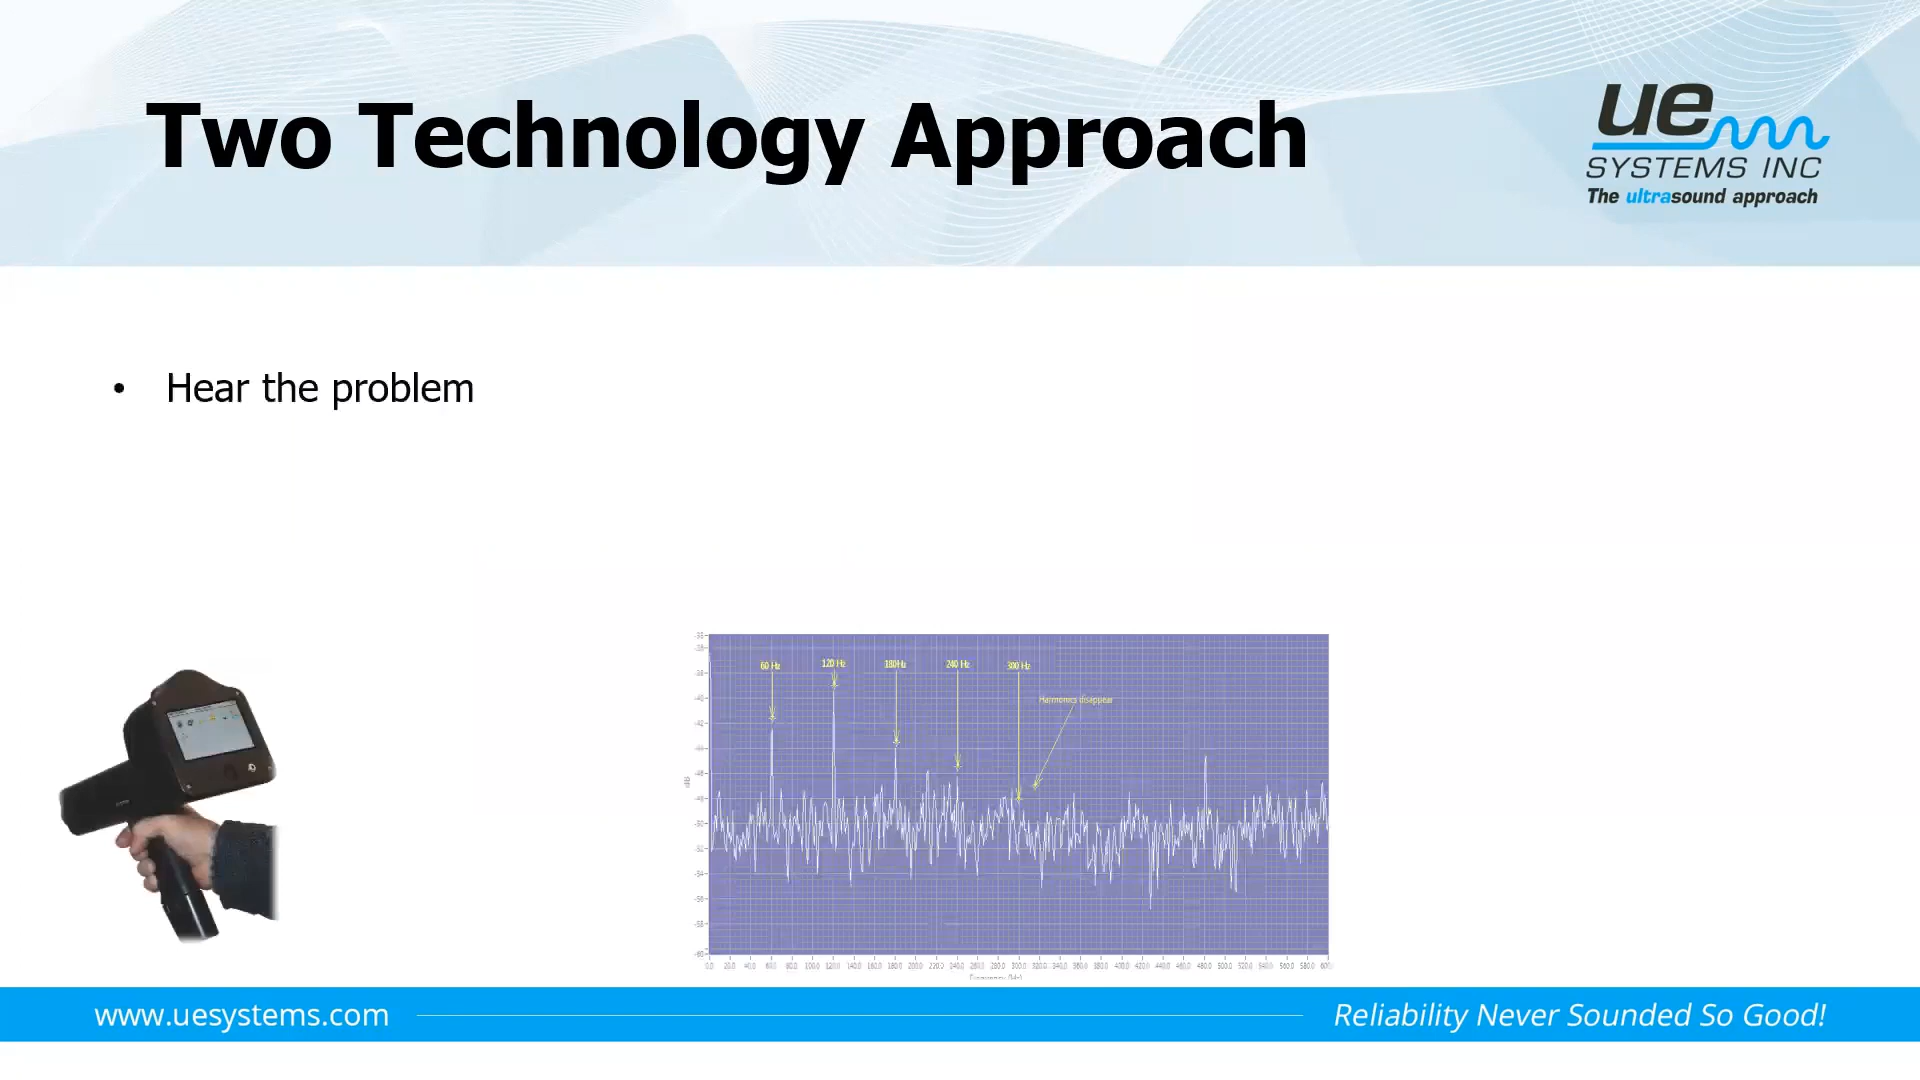 Two Technology Approach
ue
SYSTEMS INC
The ultrasound approach
• Hear the problem
60 Hz
120 Hz
180Hz
240 Hz
300 Hz
Harmonics disappear
www.uesystems.com
Reliability Never Sounded So Good!